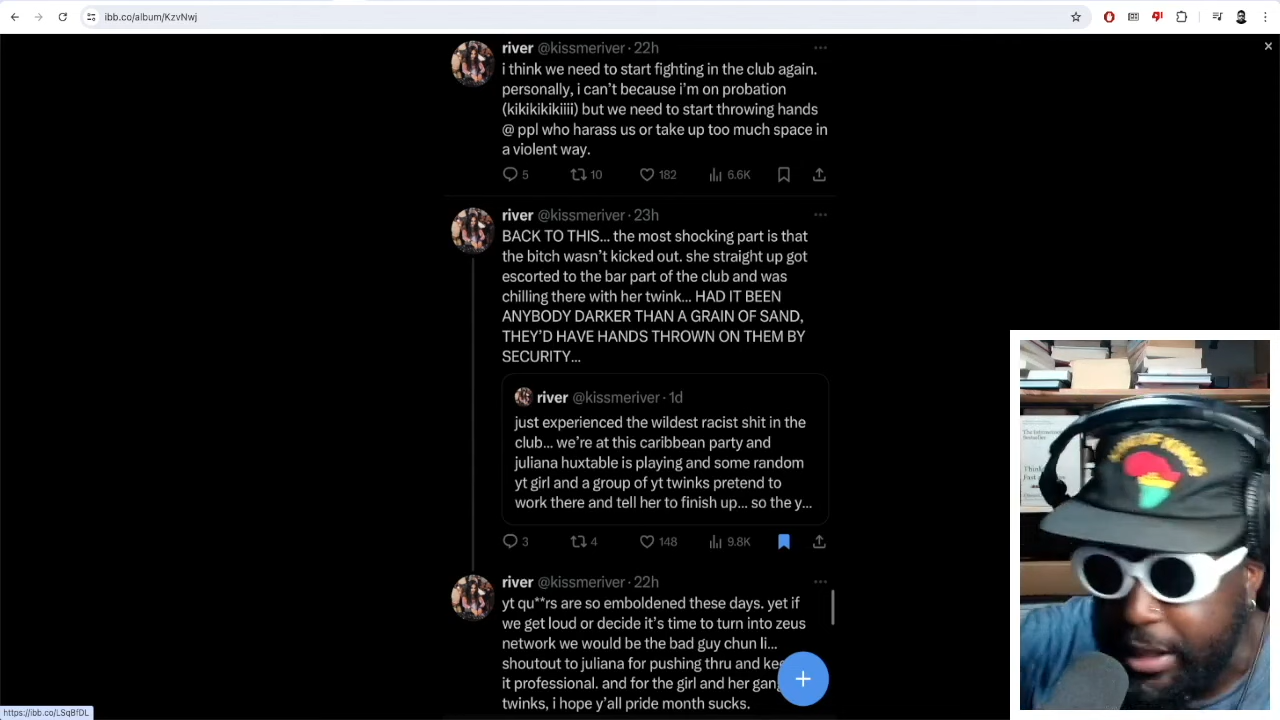 ibb.co/album/KzvNwj
river @kissmeriver · 22h
i think we need to start fighting in the club again.
personally, i can't because i'm on probation
(kikikikikiiii) but we need to start throwing hands
@ ppl who harass us or take up too much space in
a violent way.
5 10 182 6.6K
river @kissmeriver · 23h
BACK TO THIS... the most shocking part is that
the bitch wasn't kicked out. she straight up got
escorted to the bar part of the club and was
chilling there with her twink... HAD IT BEEN
ANYBODY DARKER THAN A GRAIN OF SAND,
THEY'D HAVE HANDS THROWN ON THEM BY
SECURITY...
river @kissmeriver · 1d
just experienced the wildest racist shit in the
club... we're at this caribbean party and
juliana huxtable is playing and some random
yt girl and a group of yt twinks pretend to
work there and tell her to finish up... so the y...
3 4 148 9.8K
river @kissmeriver · 22h
yt qu**rs are so emboldened these days. yet if
we get loud or decide it's time to turn into zeus
network we would be the bad guy chun li...
shoutout to juliana for pushing thru and
it professional. and for the girl and her
twinks, i hope y'all pride month sucks.
https://ibb.co/LSqBfDL